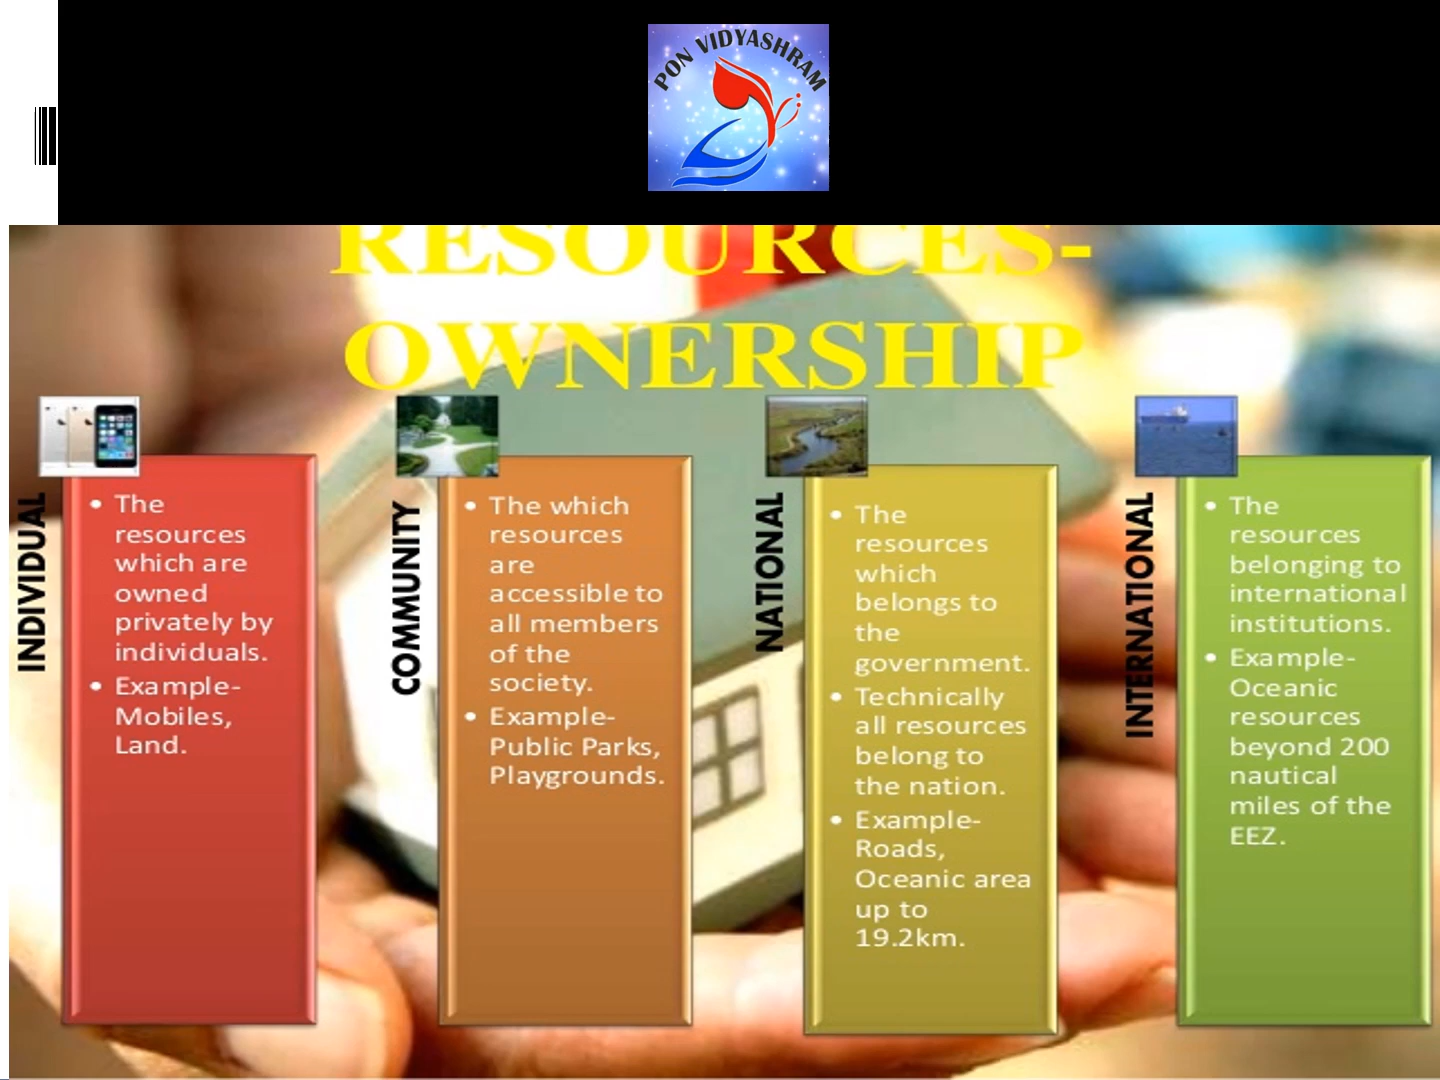 PON VIDYASHRAM
RESOURCES-
OWNERSHIP
INDIVIDUAL
• The
resources
which are
owned
privately by
individuals.
• Example-
Mobiles,
Land.
COMMUNITY
• The which
resources
are
accessible to
all members
of the
society.
• Example-
Public Parks,
Playgrounds.
NATIONAL
• The
resources
which
belongs to
the
government.
• Technically
all resources
belong to
the nation.
• Example-
Roads,
Oceanic area
up to
19.2km.
INTERNATIONAL
• The
resources
belonging to
international
institutions.
• Example-
Oceanic
resources
beyond 200
nautical
miles of the
EEZ.